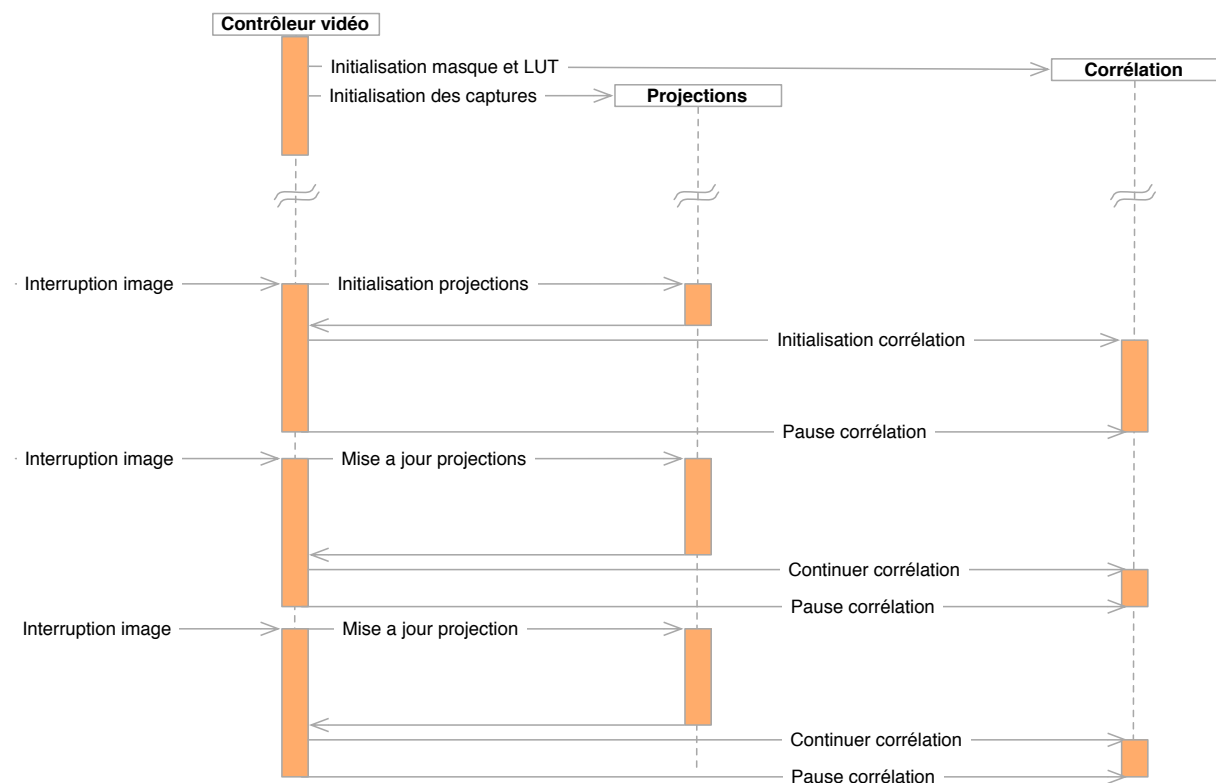 Contrôleur vidéo
Initialisation masque et LUT
Corrélation
Initialisation des captures
Projections
Interruption image
Initialisation projections
Initialisation corrélation
Pause corrélation
Interruption image
Mise a jour projections
Continuer corrélation
Pause corrélation
Interruption image
Mise a jour projection
Continuer corrélation
Pause corrélation